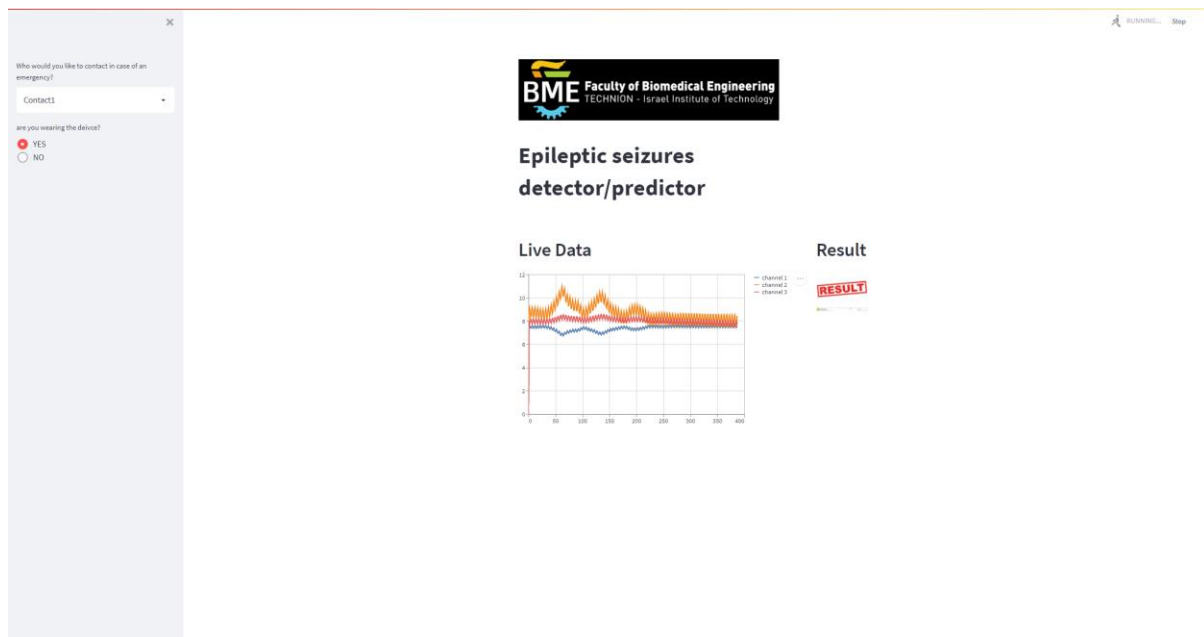 ×
RUNNING... Stop
Who would you like to contact in case of an
emergency?
Contact1
are you wearing the deivce?
YES
NO
BME Faculty of Biomedical Engineering
TECHNION - Israel Institute of Technology
Epileptic seizures
detector/predictor
Live Data
Result
12
10
8
6
4
2
0
0 50 100 150 200 250 300 350 400
channel 1
channel 2
channel 3
RESULT